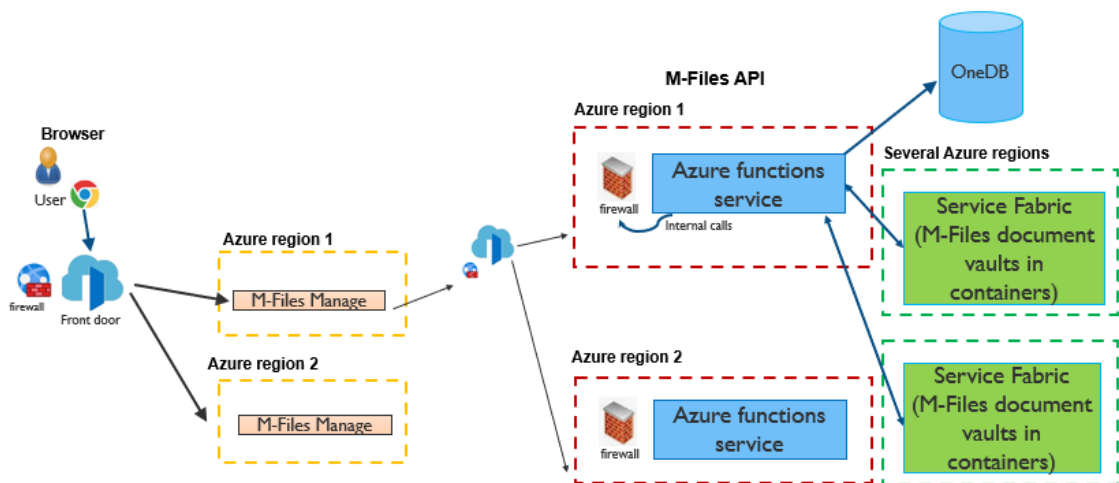 OneDB
M-Files API
Azure region 1
Browser
User
firewall
Front door
Azure region 1
M-Files Manage
Azure region 2
M-Files Manage
firewall
Azure functions
service
Internal calls
Several Azure regions
Service Fabric
(M-Files document
vaults in
containers)
Azure region 2
firewall
Azure functions
service
Service Fabric
(M-Files document
vaults in
containers)